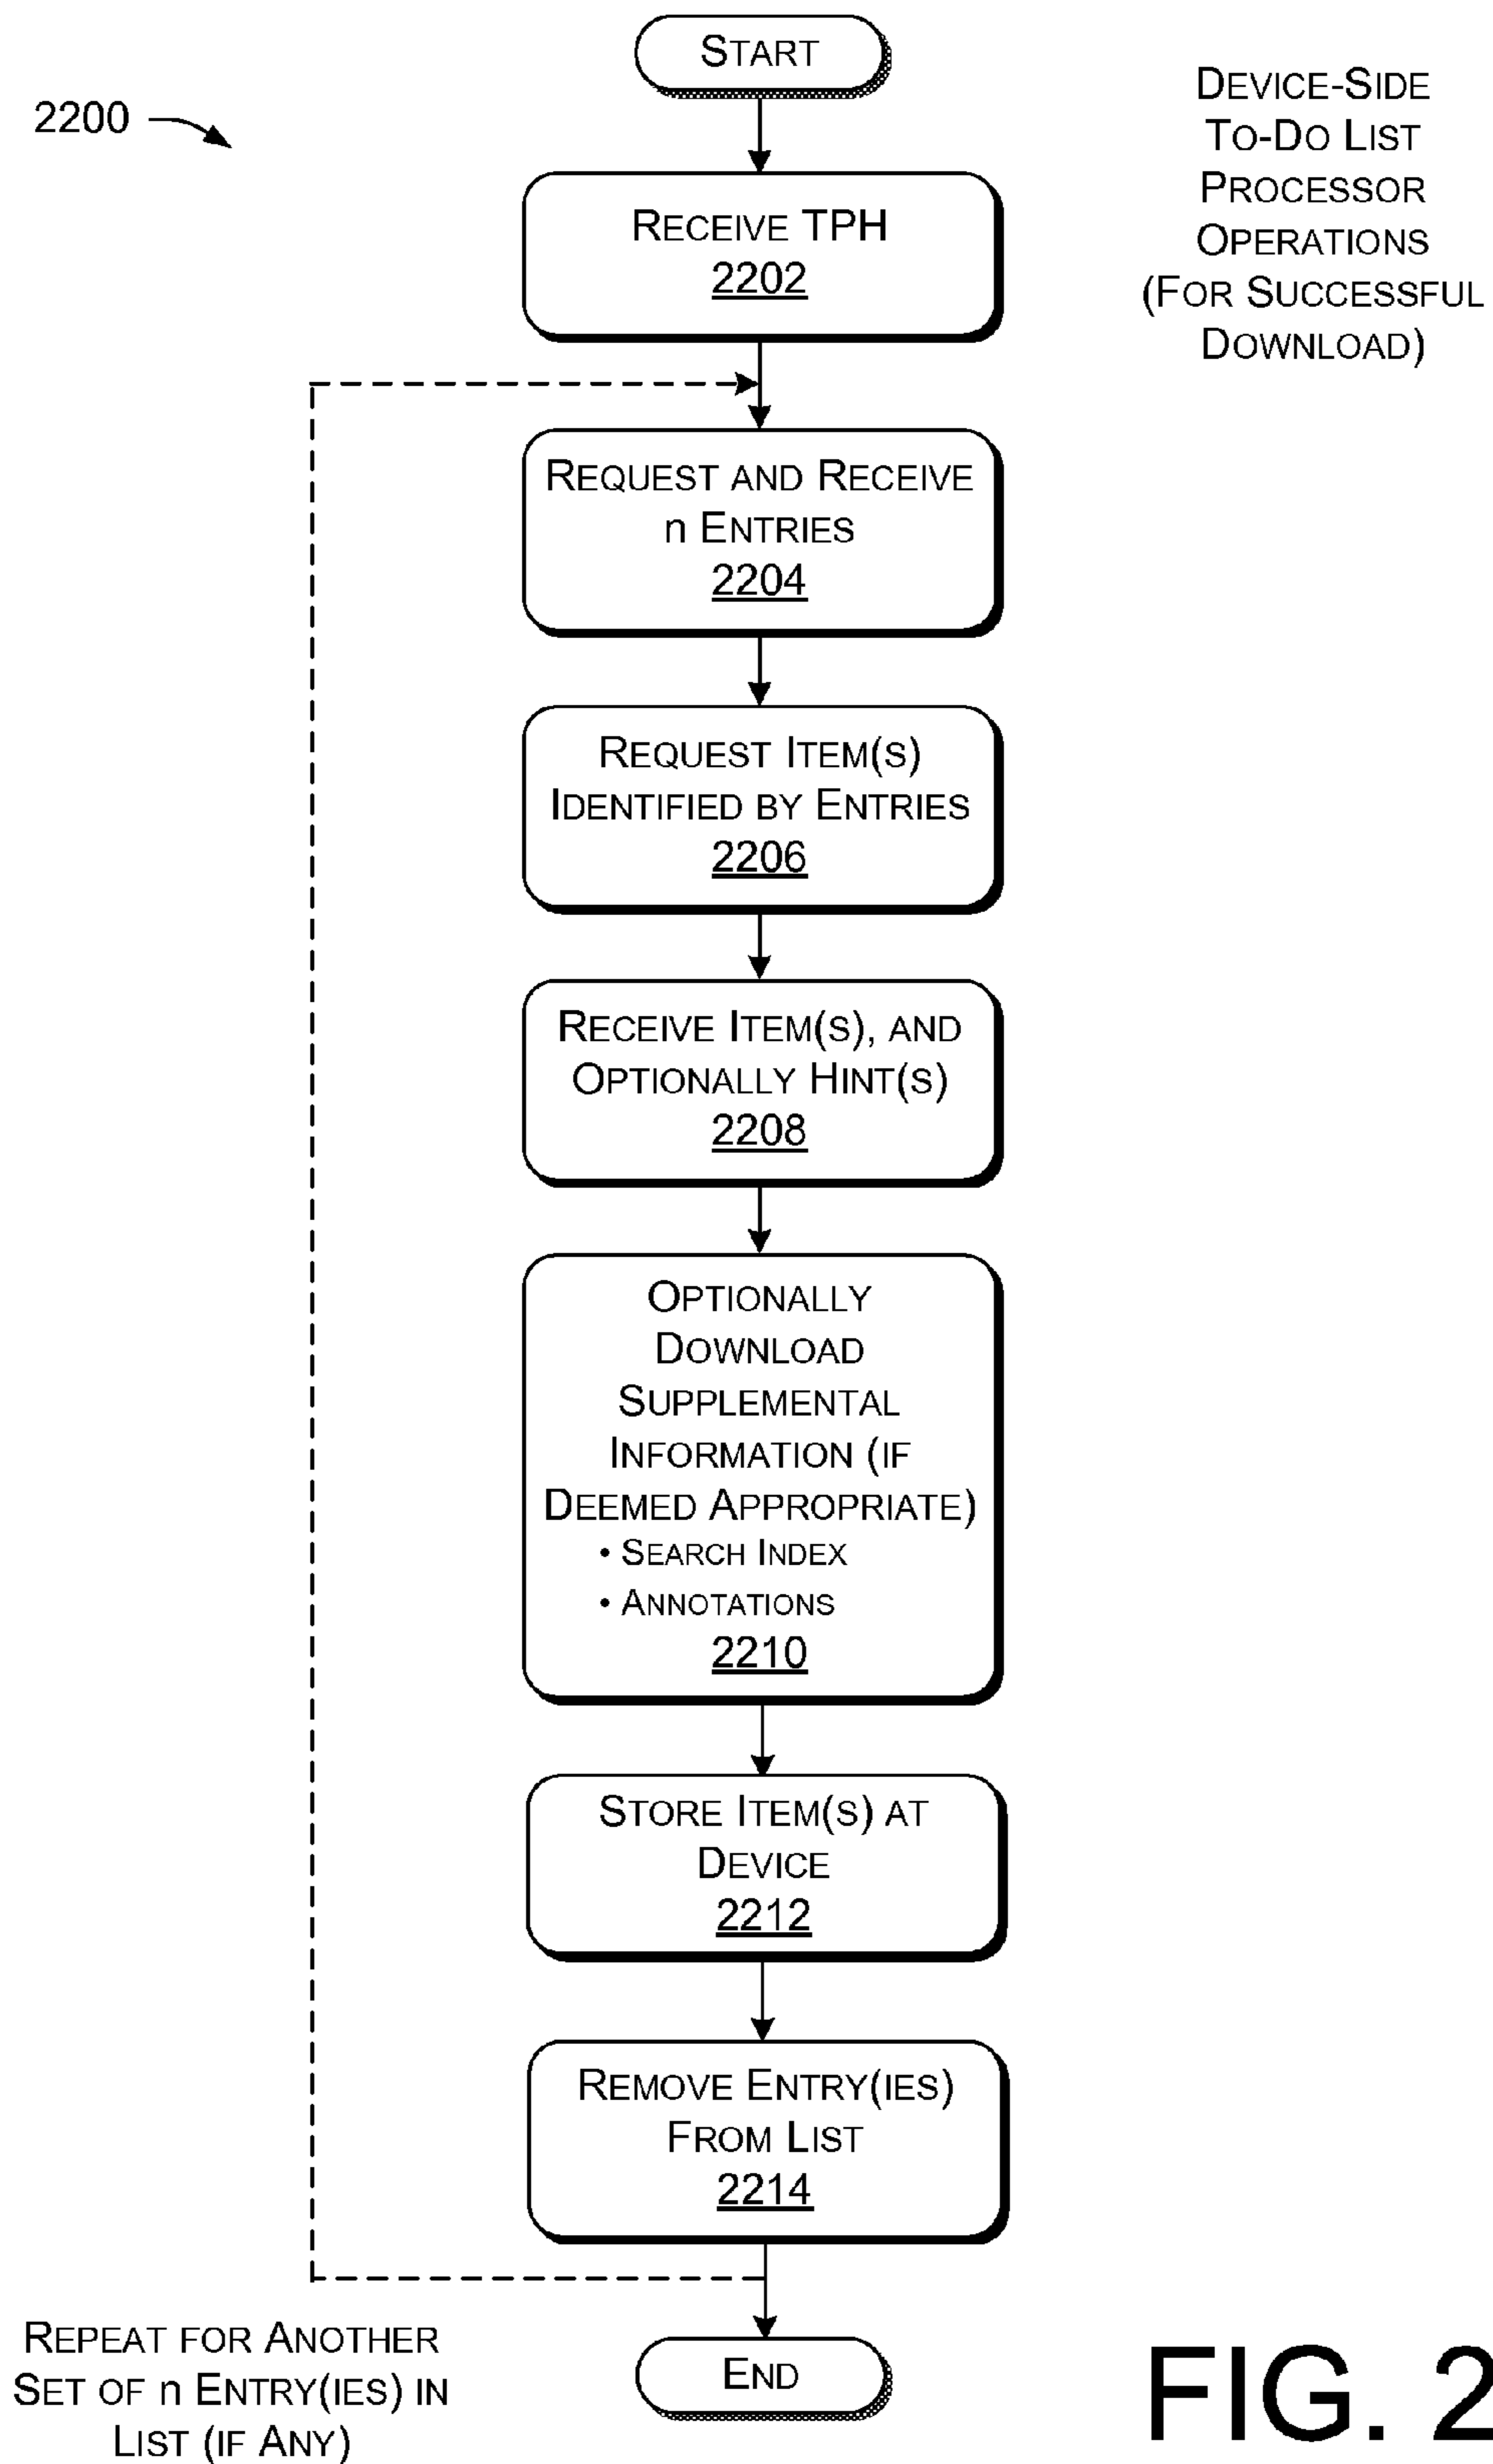 START
2200
DEVICE-SIDE
TO-DO LIST
PROCESSOR
OPERATIONS
(FOR SUCCESSFUL
DOWNLOAD)
RECEIVE TPH
2202
REQUEST AND RECEIVE
n ENTRIES
2204
REQUEST ITEM(S)
IDENTIFIED BY ENTRIES
2206
RECEIVE ITEM(S), AND
OPTIONALLY HINT(S)
2208
OPTIONALLY
DOWNLOAD
SUPPLEMENTAL
INFORMATION (IF
DEEMED APPROPRIATE)
• SEARCH INDEX
• ANNOTATIONS
2210
STORE ITEM(S) AT
DEVICE
2212
REMOVE ENTRY(IES)
FROM LIST
2214
REPEAT FOR ANOTHER
SET OF n ENTRY(IES) IN
LIST (IF ANY)
END
FIG. 2